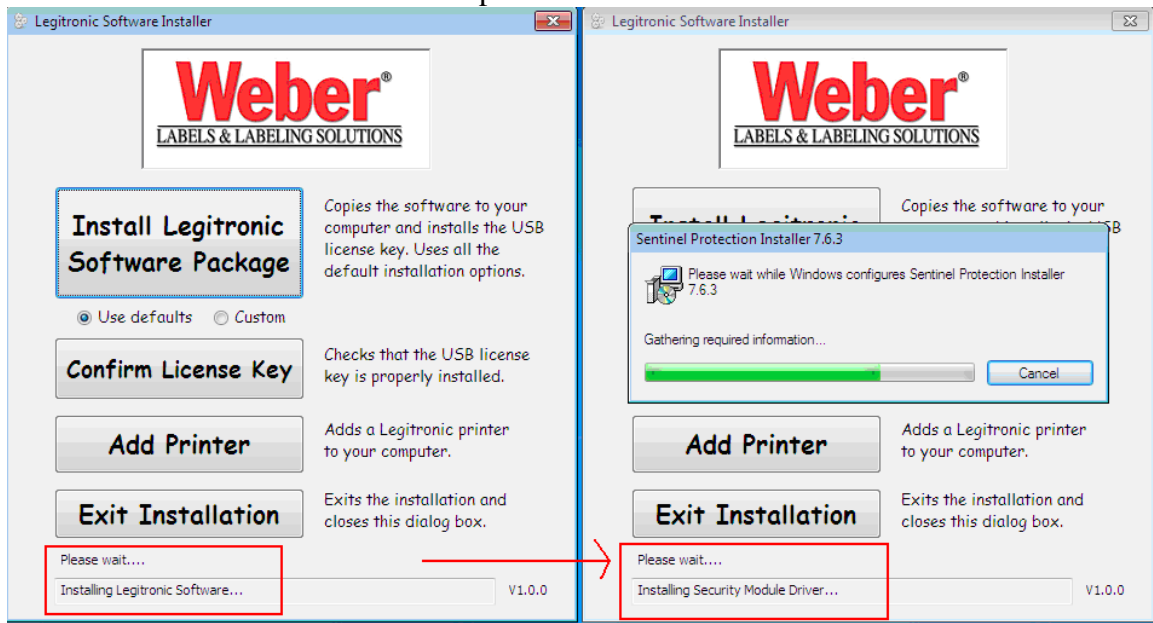 Legitronic Software Installer
Weber®
LABELS & LABELING SOLUTIONS
Install Legitronic
Software Package
Copies the software to your
computer and installs the USB
license key. Uses all the
default installation options.
Use defaults Custom
Confirm License Key
Checks that the USB license
key is properly installed.
Add Printer
Adds a Legitronic printer
to your computer.
Exit Installation
Exits the installation and
closes this dialog box.
Please wait....
Installing Legitronic Software...
V1.0.0
Legitronic Software Installer
Weber®
LABELS & LABELING SOLUTIONS
Copies the software to your
Sentinel Protection Installer 7.6.3
Please wait while Windows configures Sentinel Protection Installer
7.6.3
Gathering required information...
Cancel
Add Printer
Adds a Legitronic printer
to your computer.
Exit Installation
Exits the installation and
closes this dialog box.
Please wait....
Installing Security Module Driver...
V1.0.0